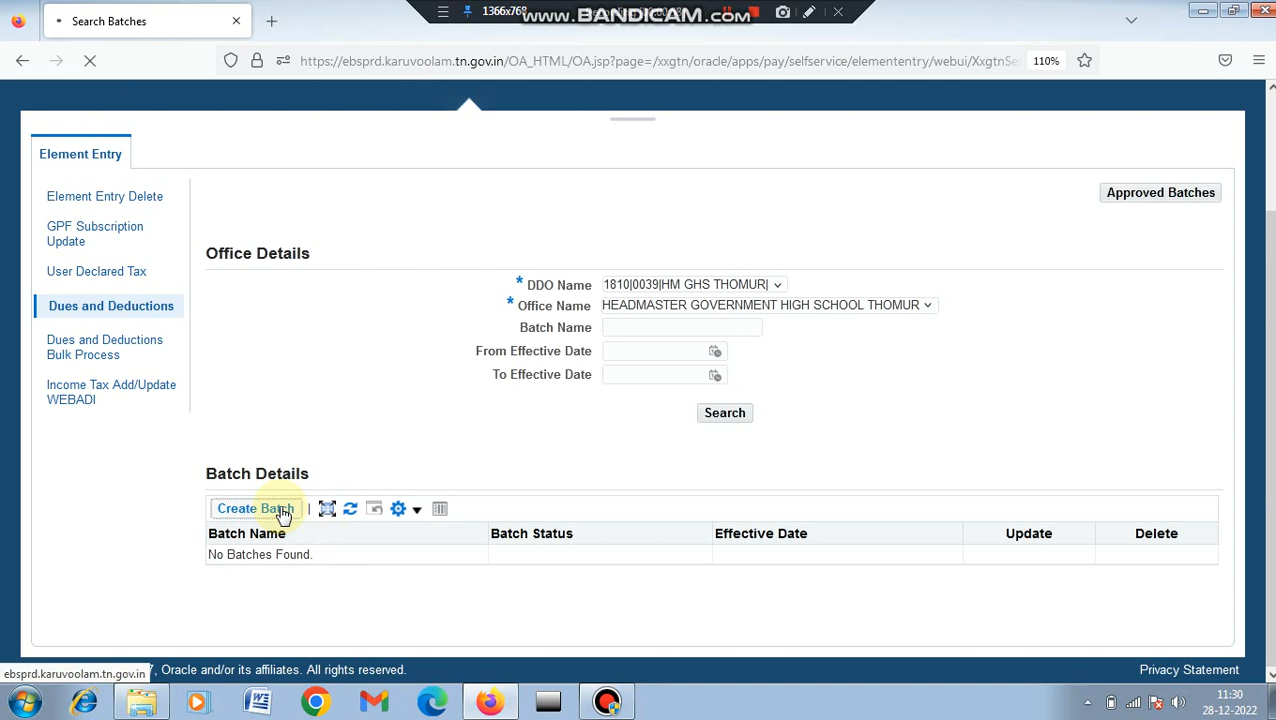 Search Batches
1366x768
www.BANDICAM.com
https://ebsprd.karuvoolam.tn.gov.in/OA_HTML/OA.jsp?page=/xxgtn/oracle/apps/pay/selfservice/elemententry/webui/XxgtnSe
110%
Element Entry
Approved Batches
Element Entry Delete
GPF Subscription
Update
User Declared Tax
Dues and Deductions
Dues and Deductions
Bulk Process
Income Tax Add/Update
WEBADI
Office Details
* DDO Name 1810|0039|HM GHS THOMUR|
* Office Name HEADMASTER GOVERNMENT HIGH SCHOOL THOMUR
Batch Name
From Effective Date
To Effective Date
Search
Batch Details
Create Batch |
Batch Name Batch Status Effective Date Update Delete
No Batches Found.
7, Oracle and/or its affiliates. All rights reserved.
Privacy Statement
ebsprd.karuvoolam.tn.gov.in
11:30
28-12-2022